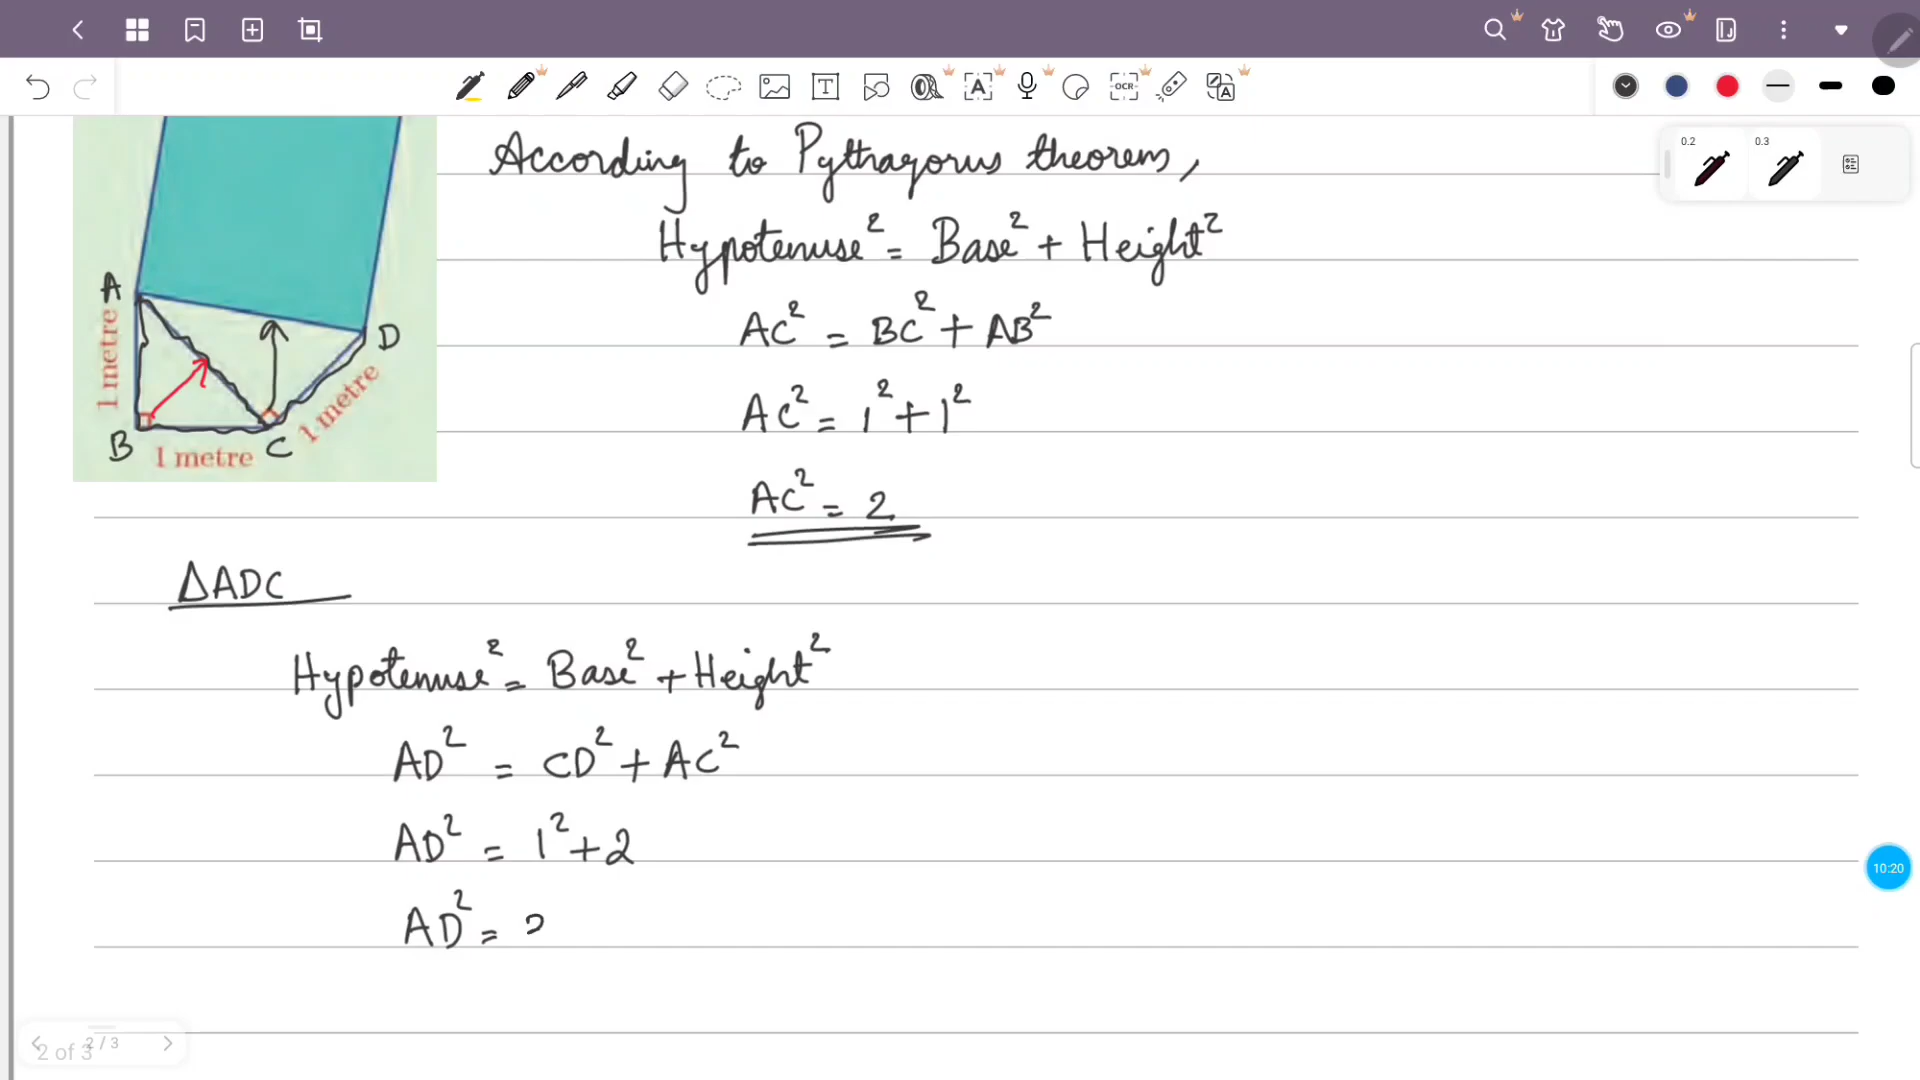 0.2 0.3
According to Pythagorus theorem,
Hypotenuse² = Base² + Height²
A
1 metre
D
AC² = BC² + AB²
1 metre
AC² = 1² + 1²
B
1 metre
C
AC² = 2
ΔADC
Hypotenuse² = Base² + Height²
AD² = CD² + AC²
AD² = 1² + 2
10:20
AD² =
2 / 3
2 of 3
T
A
OCR
A